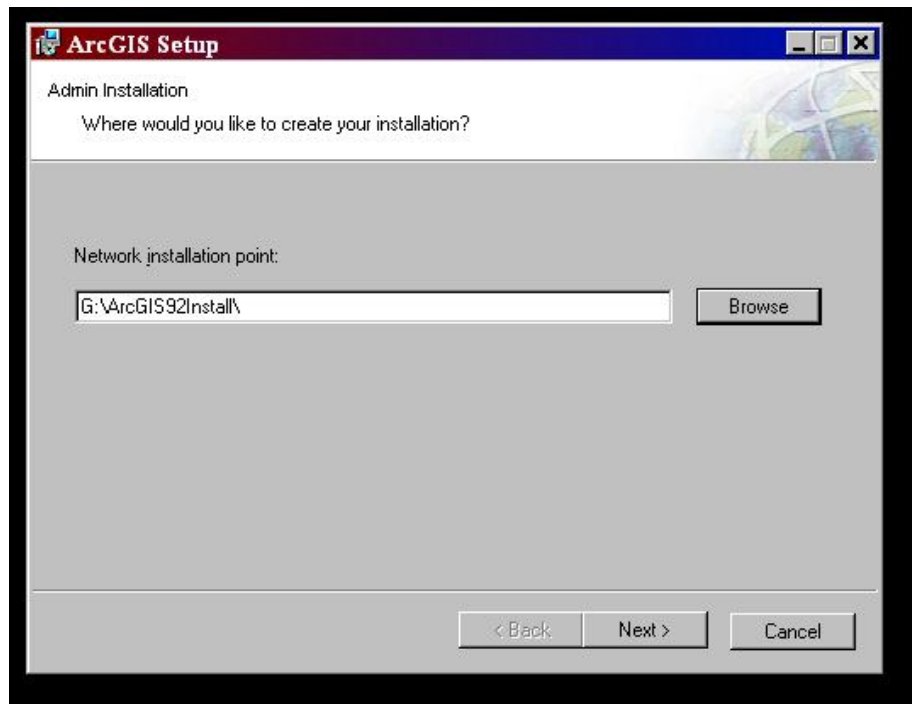 ArcGIS Setup
Admin Installation
Where would you like to create your installation?
Network installation point:
G:\ArcGIS92Install\
Browse
< Back
Next >
Cancel